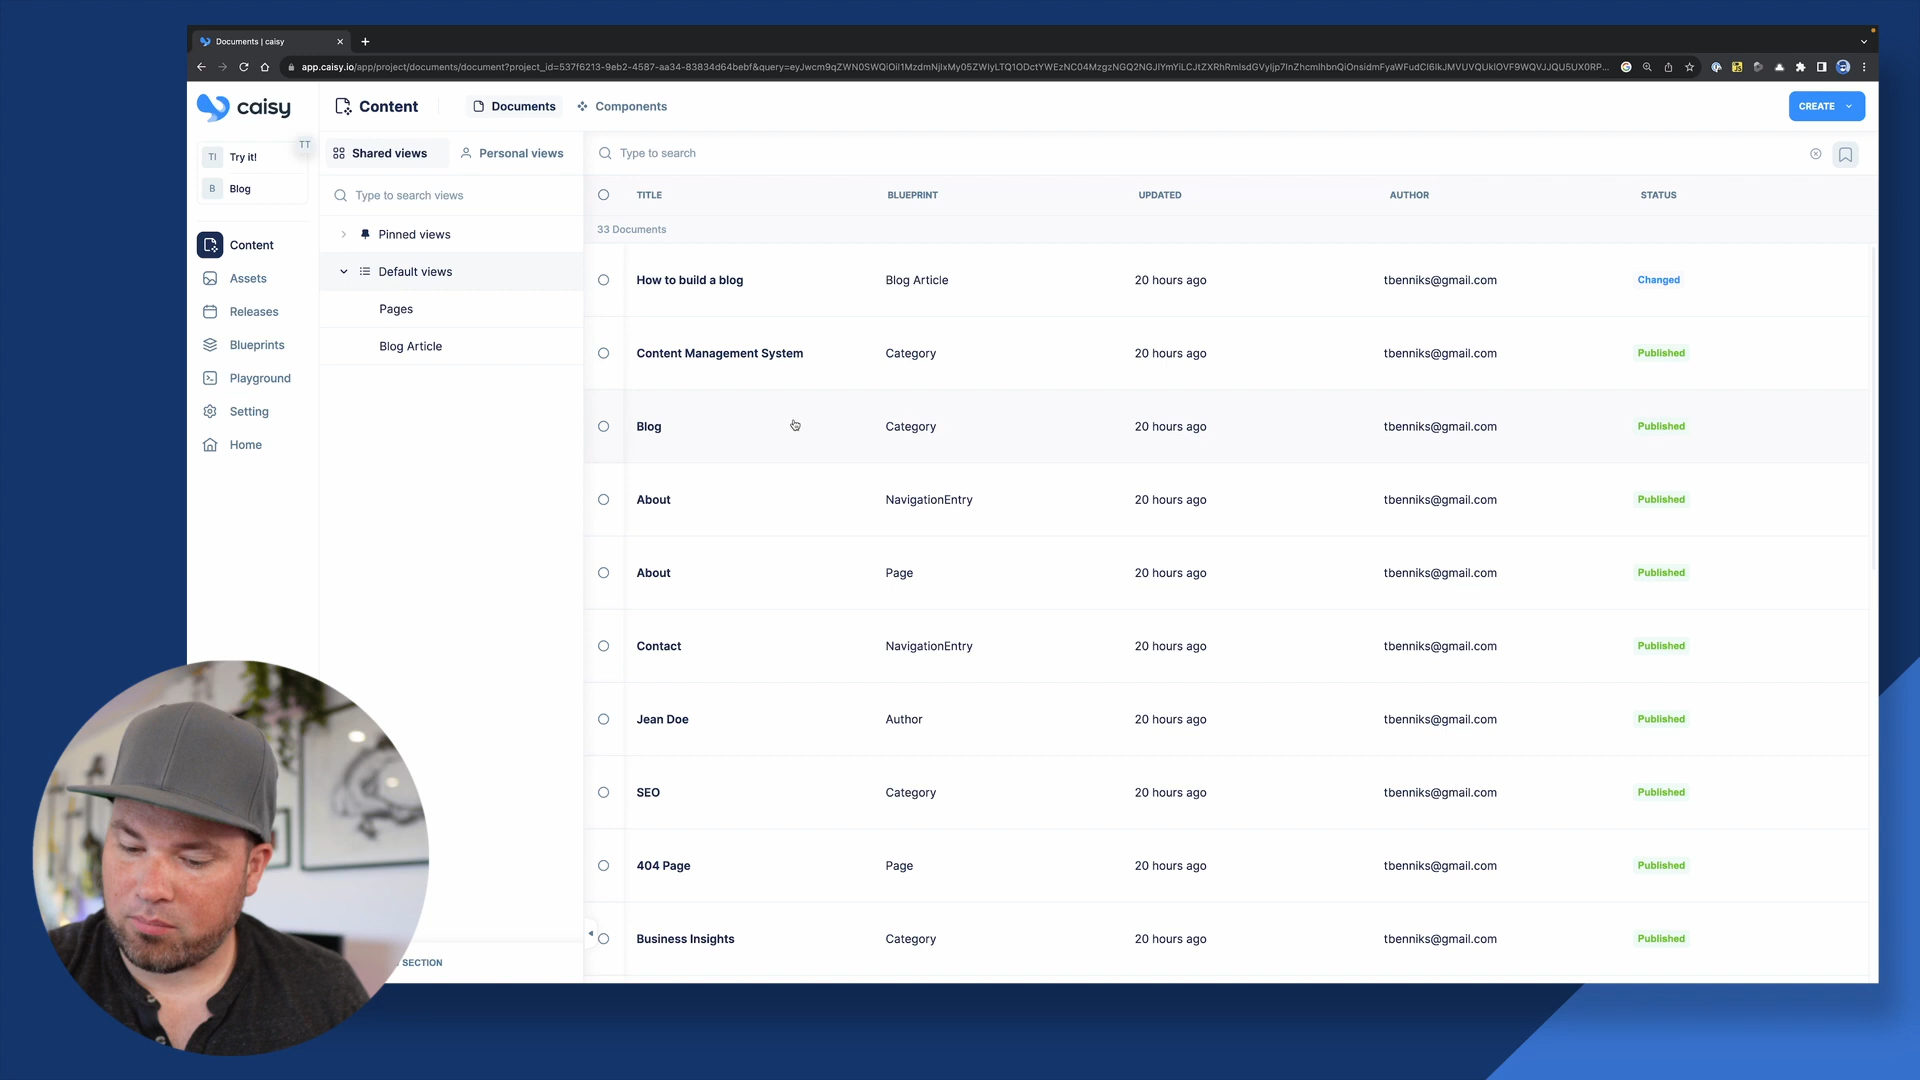 Documents | caisy
app.caisy.io/app/project/documents/document?project_id=537f6213-9eb2-4587-aa34-83834d64bebf&query=
caisy
Content
Documents
Components
CREATE
TI Try it!
TT
B Blog
Shared views
Personal views
Type to search
Type to search views
TITLE BLUEPRINT UPDATED AUTHOR STATUS
33 Documents
Content
Assets
Releases
Blueprints
Playground
Setting
Home
Pinned views
Default views
Pages
Blog Article
How to build a blog Blog Article 20 hours ago tbenniks@gmail.com Changed
Content Management System Category 20 hours ago tbenniks@gmail.com Published
Blog Category 20 hours ago tbenniks@gmail.com Published
About NavigationEntry 20 hours ago tbenniks@gmail.com Published
About Page 20 hours ago tbenniks@gmail.com Published
Contact NavigationEntry 20 hours ago tbenniks@gmail.com Published
Jean Doe Author 20 hours ago tbenniks@gmail.com Published
SEO Category 20 hours ago tbenniks@gmail.com Published
404 Page Page 20 hours ago tbenniks@gmail.com Published
Business Insights Category 20 hours ago tbenniks@gmail.com Published
SECTION